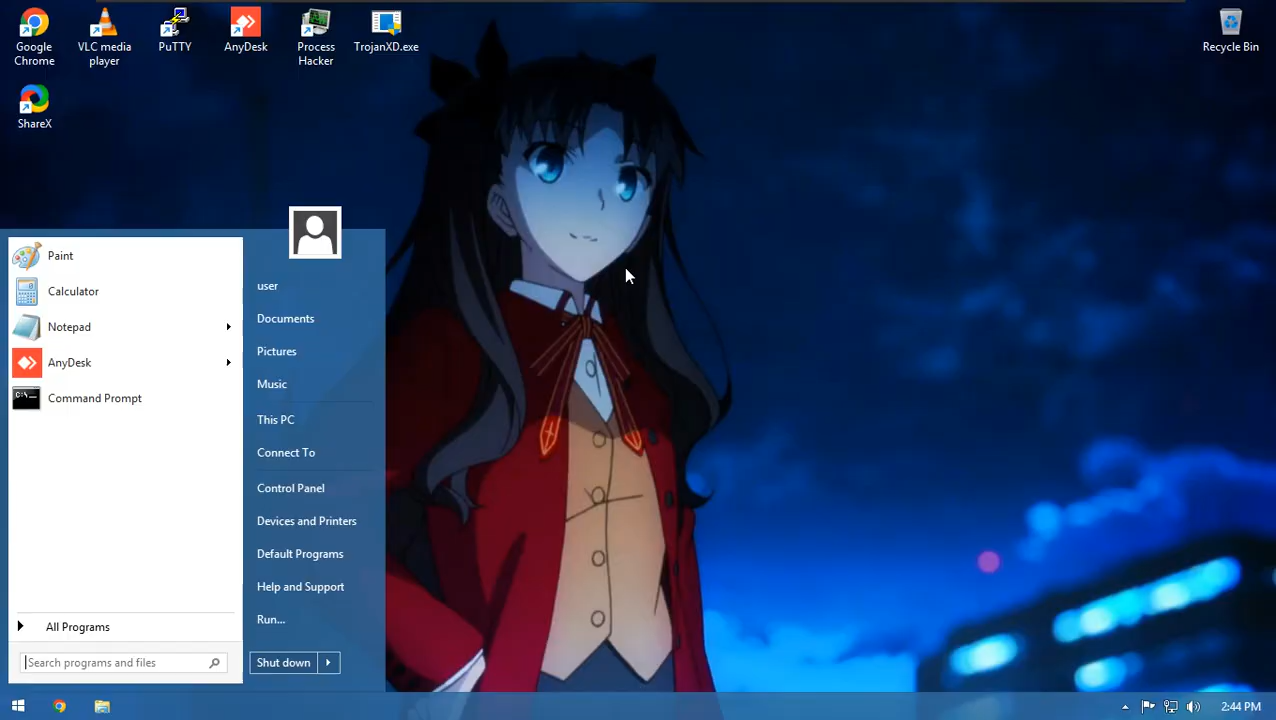 Google
Chrome
VLC media
player
PuTTY
AnyDesk
Process
Hacker
TrojanXD.exe
Recycle Bin
ShareX
Paint
Calculator
Notepad
AnyDesk
Command Prompt
All Programs
Search programs and files
user
Documents
Pictures
Music
This PC
Connect To
Control Panel
Devices and Printers
Default Programs
Help and Support
Run...
Shut down
2:44 PM